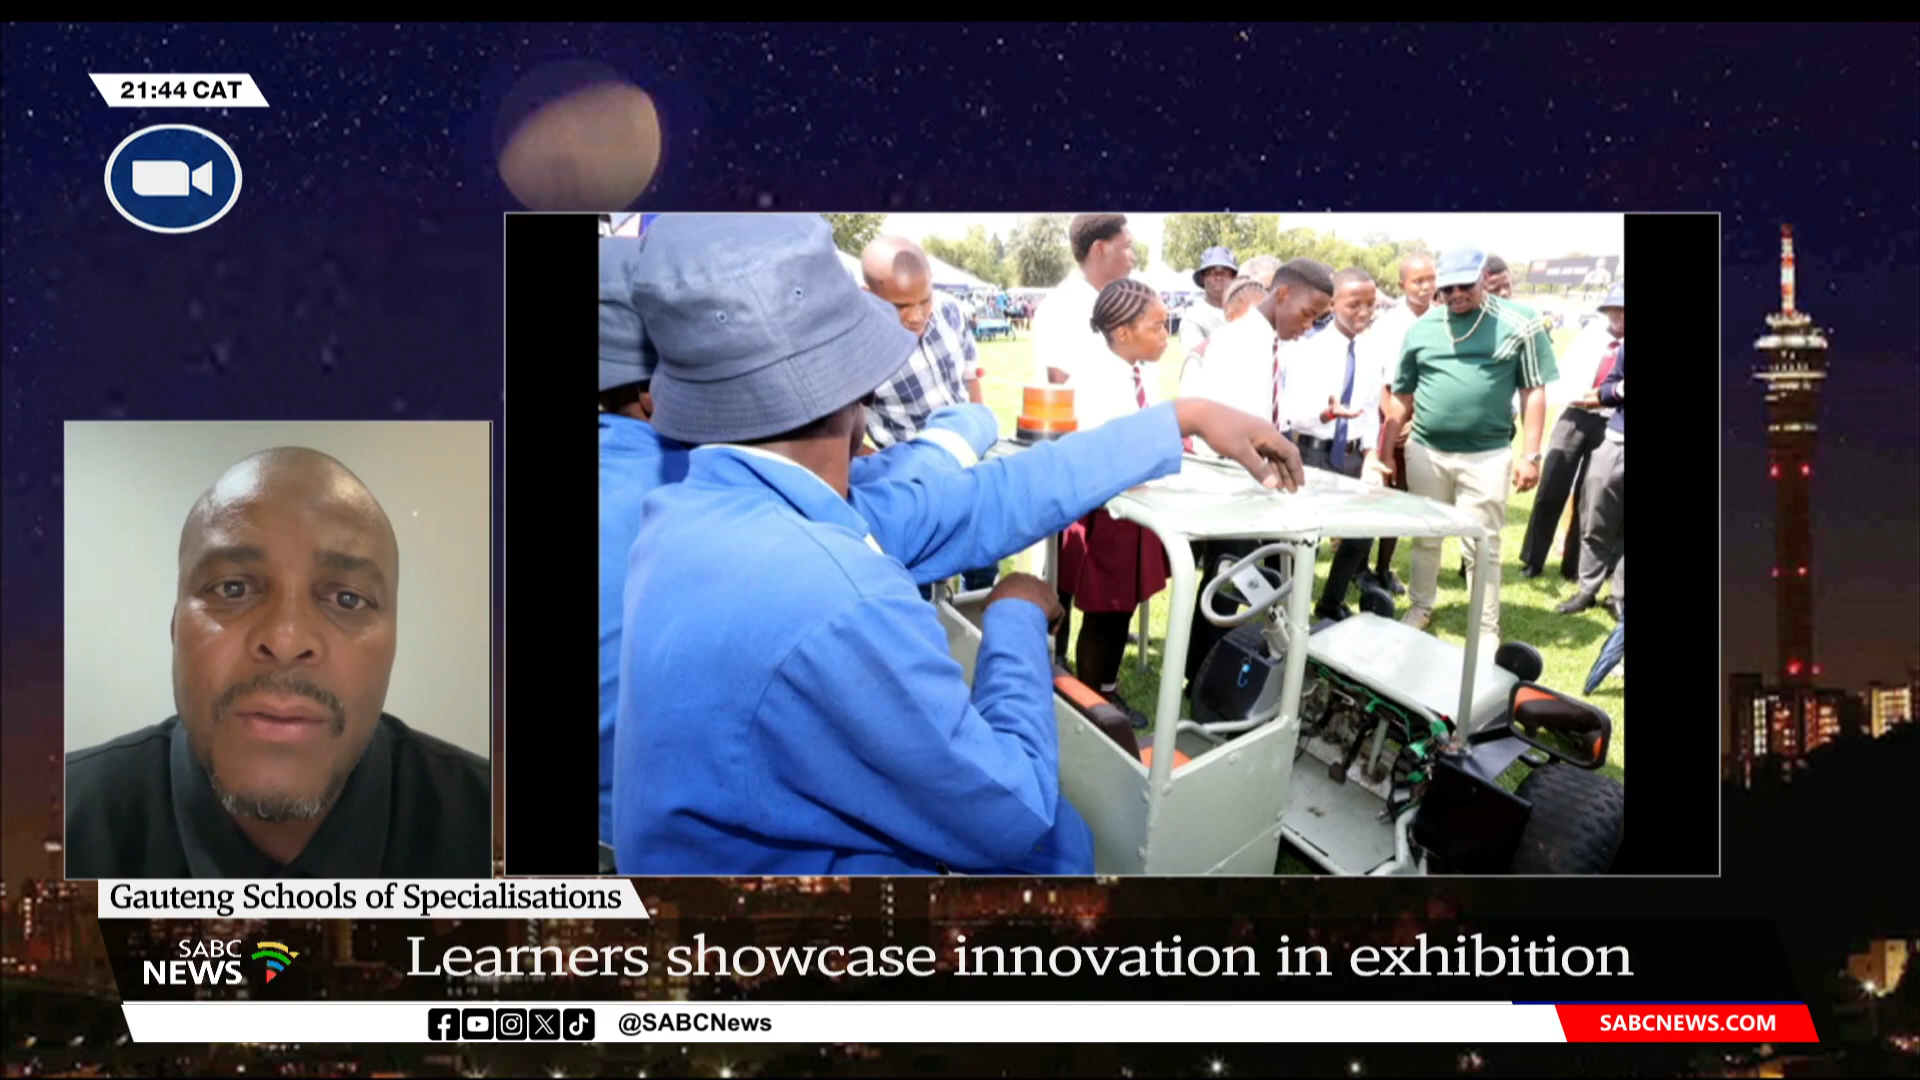 21:44 CAT
Gauteng Schools of Specialisations
SABC
NEWS
Learners showcase innovation in exhibition
@SABCNews
SABCNEWS.COM